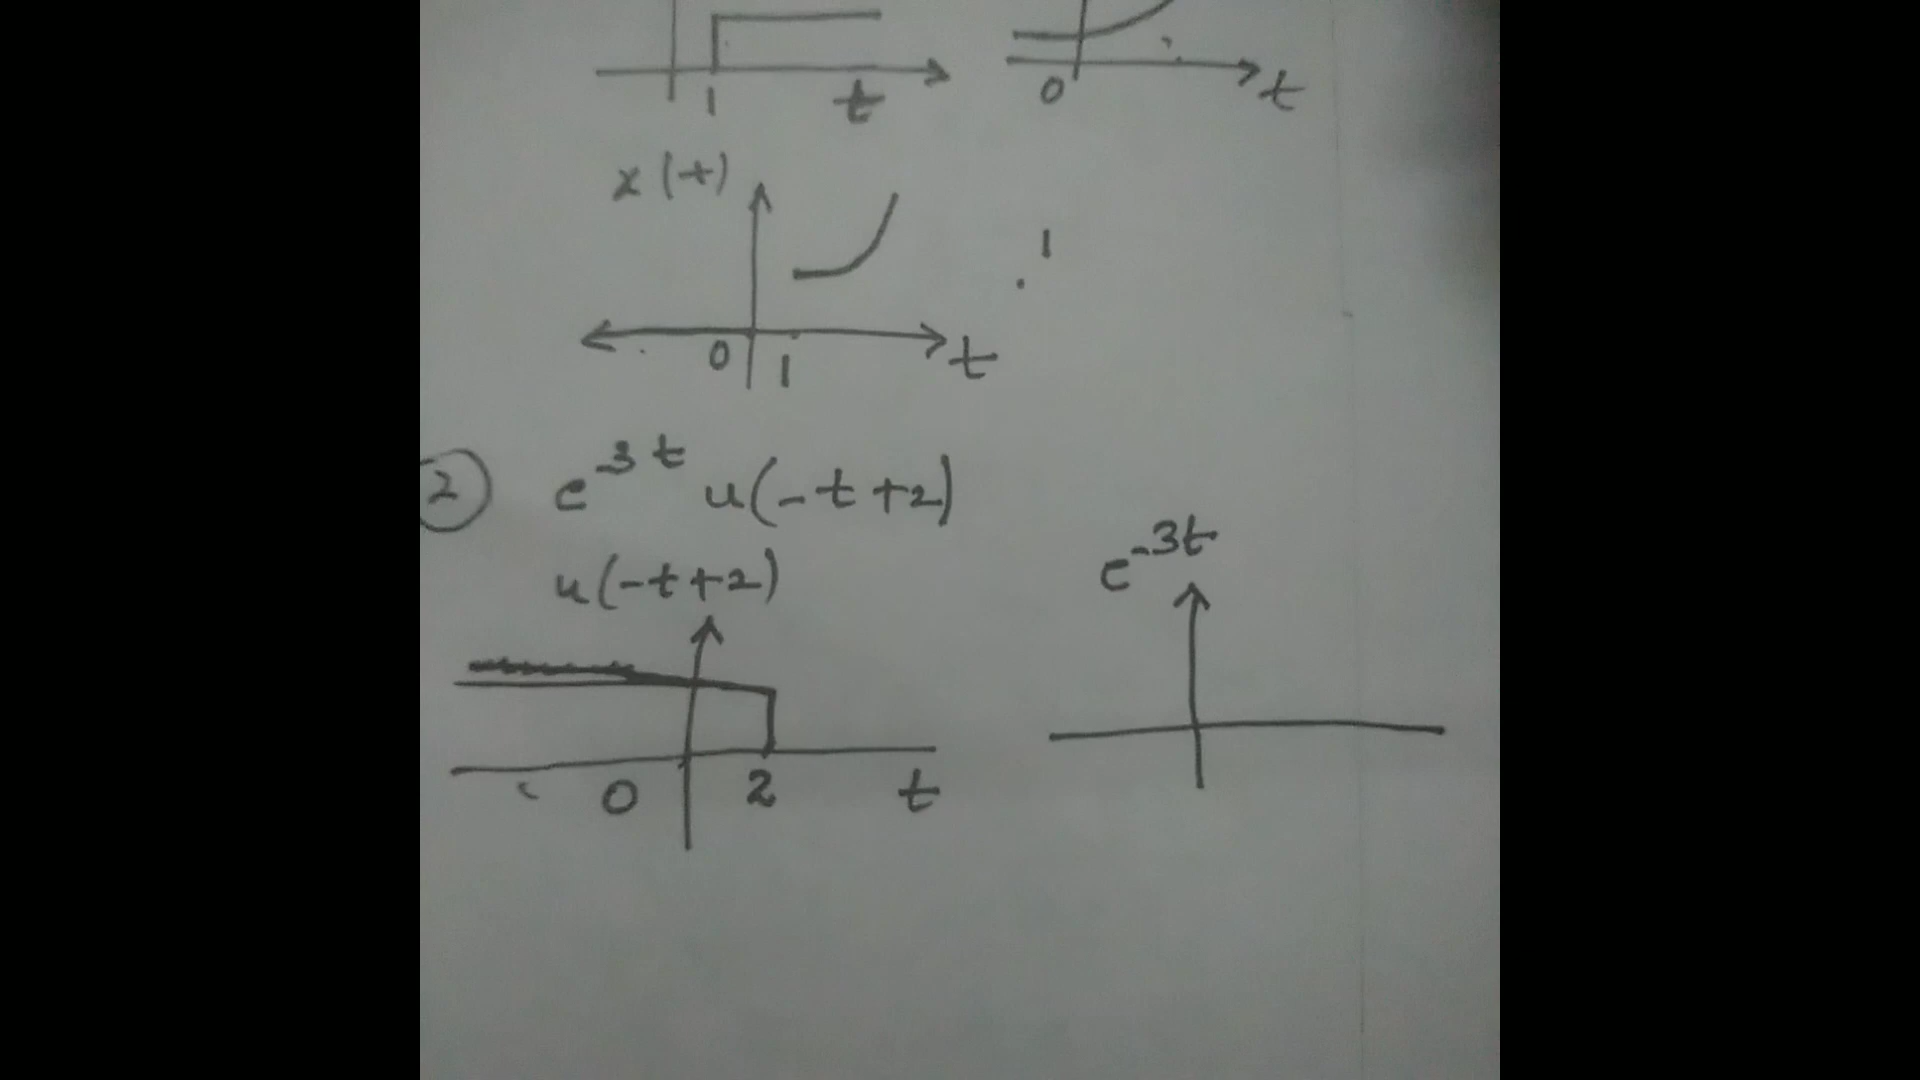 1 t
0 t
x(t)
1
0 1 t
2 e^-3t u(-t+2)
u(-t+2)
e^-3t
0 2 t